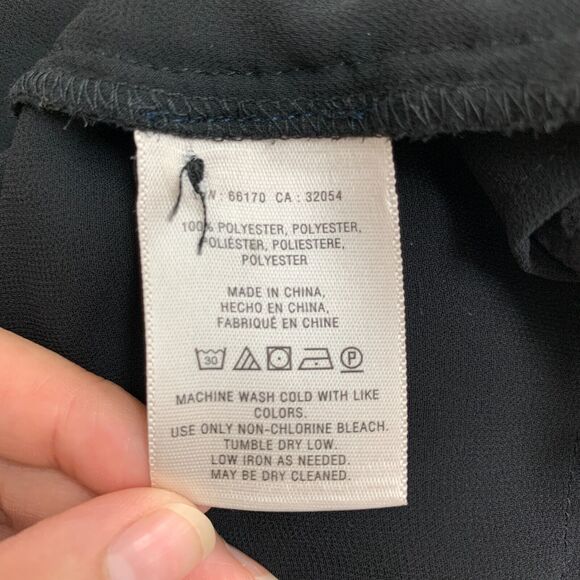 : 66170 CA : 32054
100% POLYESTER, POLYESTER,
POLIÉSTER, POLIESTERE,
POLYESTER
MADE IN CHINA,
HECHO EN CHINA,
FABRIQUÉ EN CHINE
30 P
MACHINE WASH COLD WITH LIKE
COLORS.
USE ONLY NON-CHLORINE BLEACH.
TUMBLE DRY LOW.
LOW IRON AS NEEDED.
MAY BE DRY CLEANED.